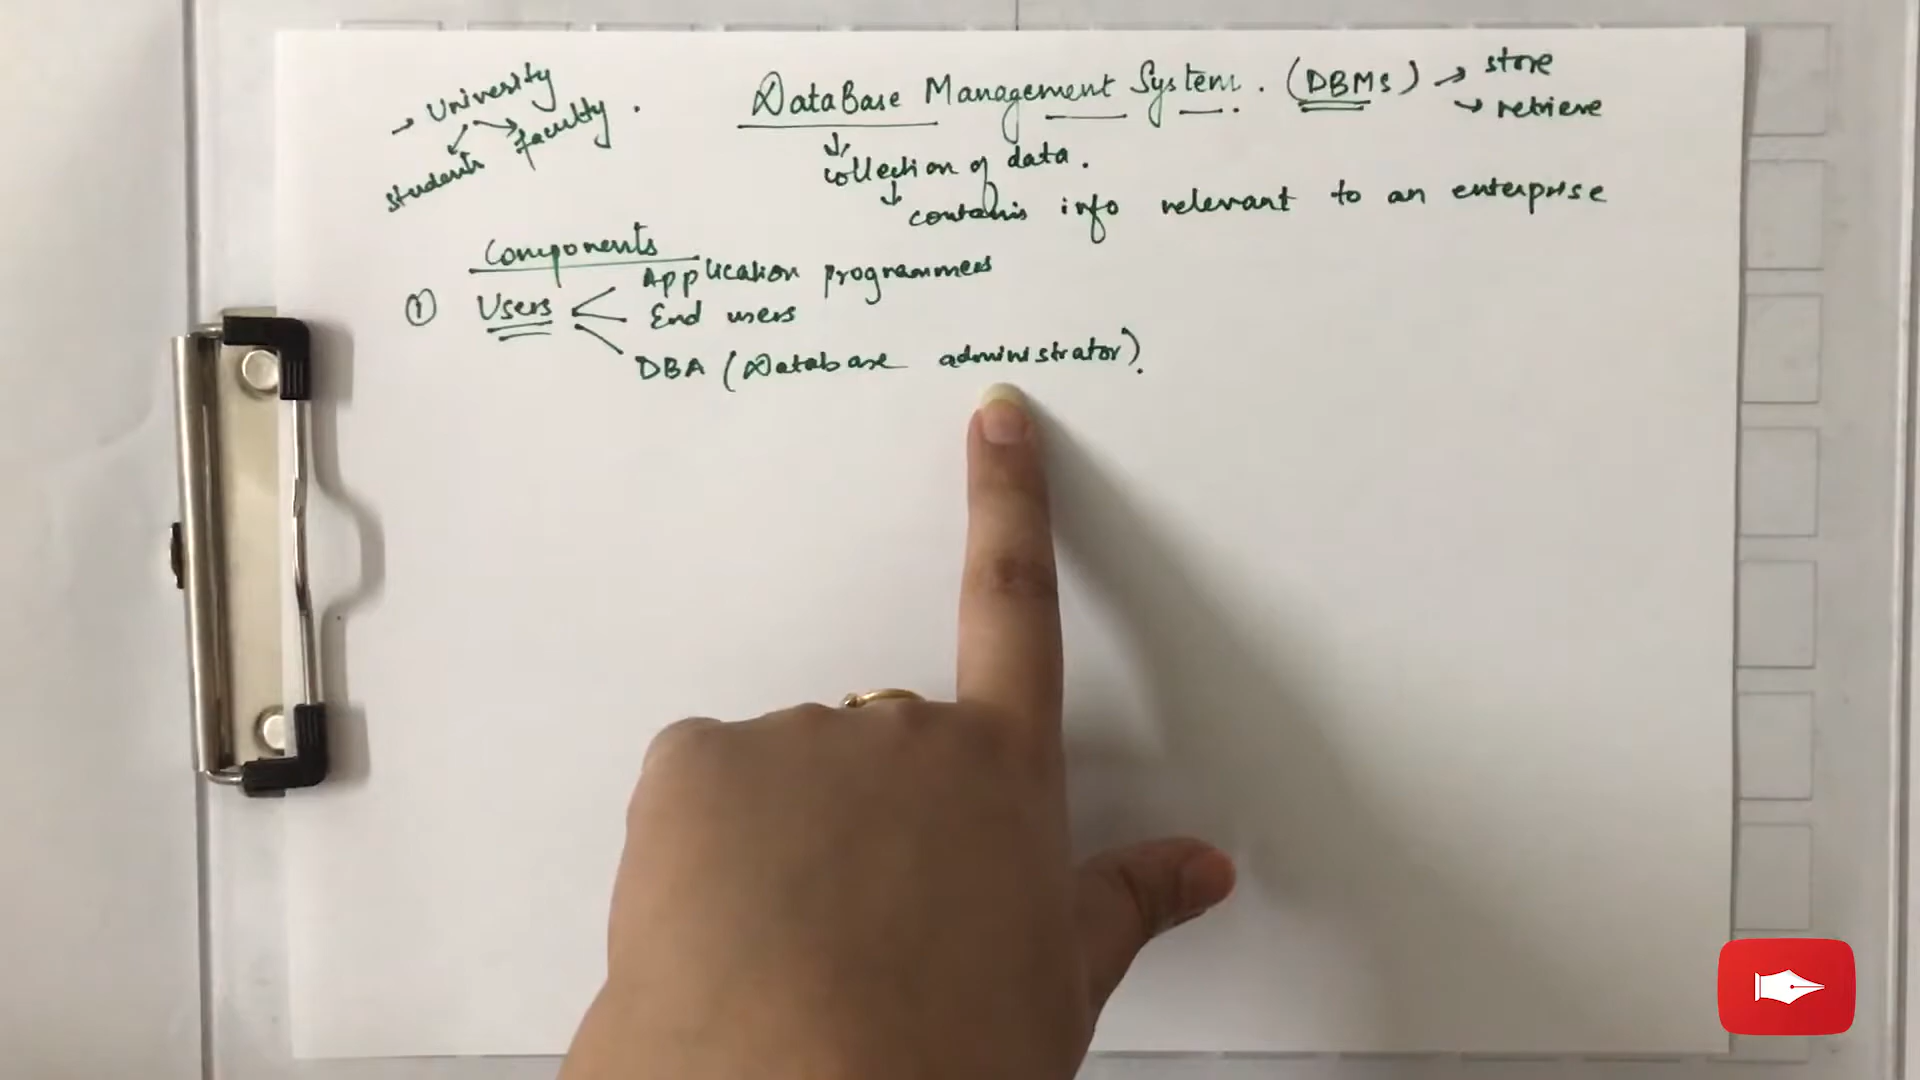 DataBase Management System. (DBMS) → store
→ retrieve
→ University
students faculty.
collection of data.
contains info relevant to an enterprise
Components
① Users Application programmers
End users
DBA (Database administrator).